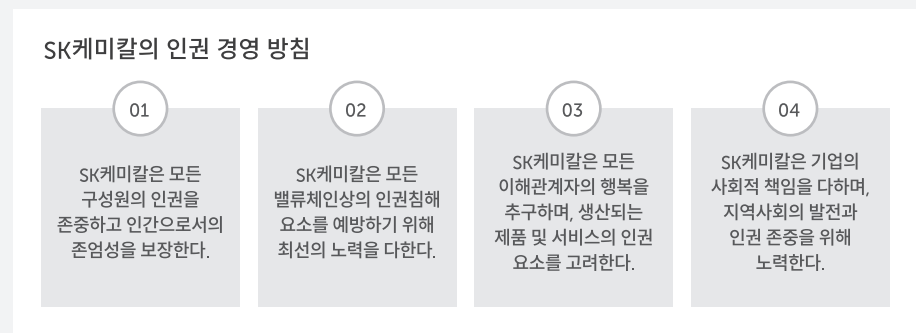 SK케미칼의 인권 경영 방침
01
SK케미칼은 모든
구성원의 인권을
존중하고 인간으로서의
존엄성을 보장한다.
02
SK케미칼은 모든
밸류체인상의 인권침해
요소를 예방하기 위해
최선의 노력을 다한다.
03
SK케미칼은 모든
이해관계자의 행복을
추구하며, 생산되는
제품 및 서비스의 인권
요소를 고려한다.
04
SK케미칼은 기업의
사회적 책임을 다하며,
지역사회의 발전과
인권 존중을 위해
노력한다.